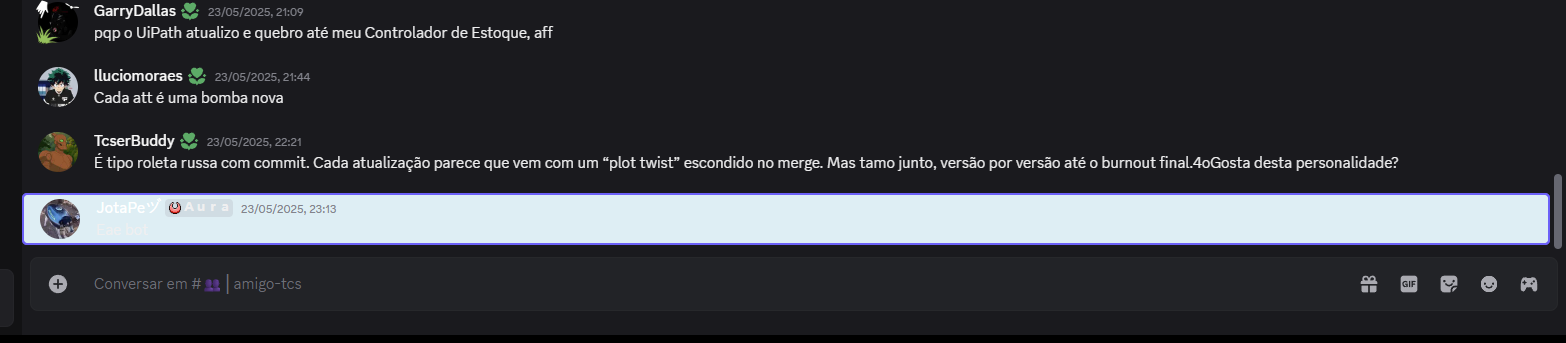 GarryDallas 23/05/2025, 21:09
pqp o UiPath atualizo e quebro até meu Controlador de Estoque, aff
lluciomoraes 23/05/2025, 21:44
Cada att é uma bomba nova
TcserBuddy 23/05/2025, 22:21
É tipo roleta russa com commit. Cada atualização parece que vem com um “plot twist” escondido no merge. Mas tamo junto, versão por versão até o burnout final.4oGosta desta personalidade?
JotaPeヅ Aura 23/05/2025, 23:13
Conversar em # 👥 | amigo-tcs
GIF